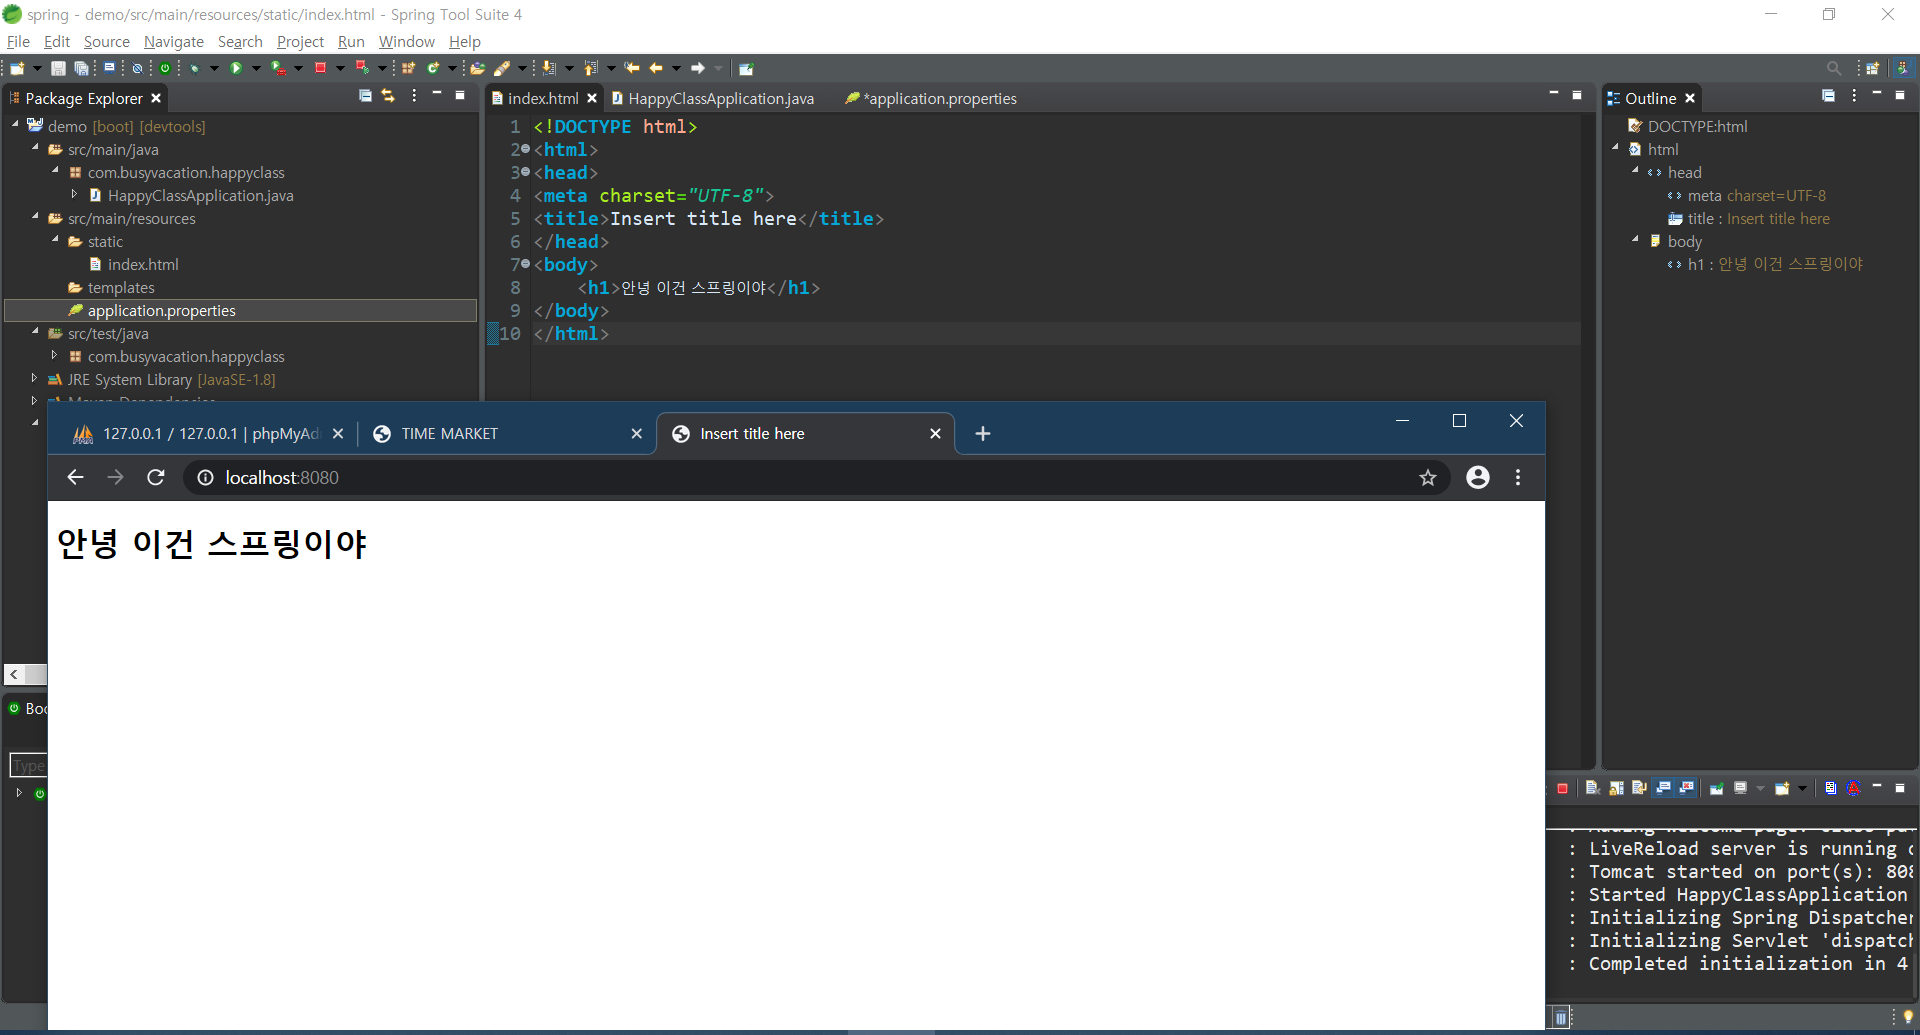 spring - demo/src/main/resources/static/index.html - Spring Tool Suite 4
File Edit Source Navigate Search Project Run Window Help
Package Explorer
demo [boot] [devtools]
src/main/java
com.busyvacation.happyclass
HappyClassApplication.java
src/main/resources
static
index.html
templates
application.properties
src/test/java
com.busyvacation.happyclass
JRE System Library [JavaSE-1.8]
index.html HappyClassApplication.java *application.properties
1 <!DOCTYPE html>
2 <html>
3 <head>
4 <meta charset="UTF-8">
5 <title>Insert title here</title>
6 </head>
7 <body>
8 <h1>안녕 이건 스프링이야</h1>
9 </body>
10 </html>
Outline
DOCTYPE:html
html
head
meta charset=UTF-8
title : Insert title here
body
h1 : 안녕 이건 스프링이야
127.0.0.1 / 127.0.0.1 | phpMyAd TIME MARKET Insert title here
localhost:8080
안녕 이건 스프링이야
Boo
Type
: Adding welcome page: class pa
: LiveReload server is running o
: Tomcat started on port(s): 808
: Started HappyClassApplication
: Initializing Spring Dispatcher
: Initializing Servlet 'dispatch
: Completed initialization in 4